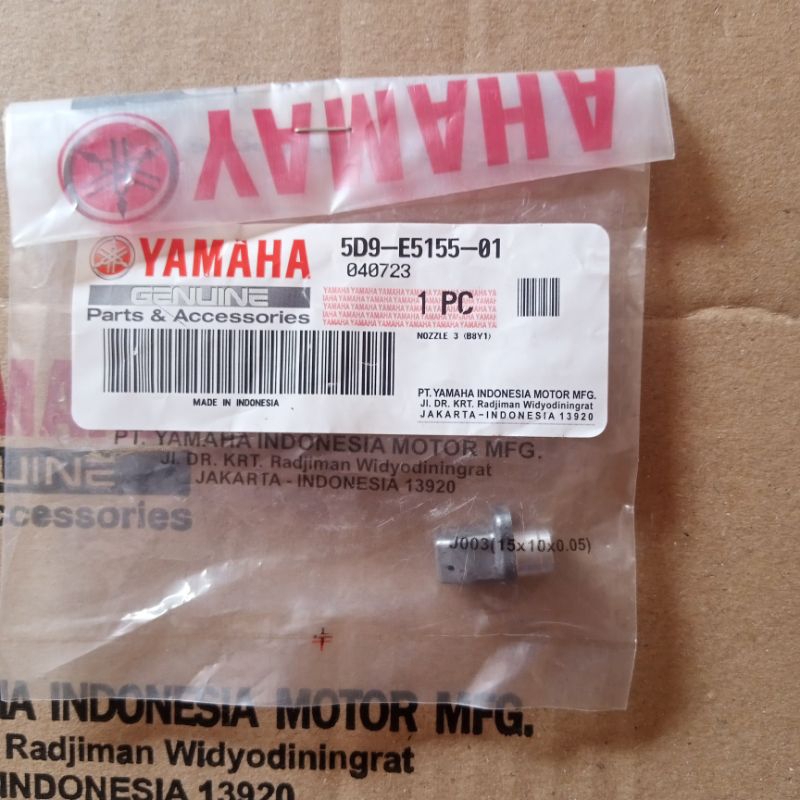 YAMAHA
YAMAHA
GENUINE
Parts & Accessories
5D9-E5155-01
040723
1 PC
NOZZLE 3 (B8Y1)
MADE IN INDONESIA
PT. YAMAHA INDONESIA MOTOR MFG.
Jl. DR. KRT. Radjiman Widyodiningrat
JAKARTA - INDONESIA 13920
PT. YAMAHA INDONESIA MOTOR MFG.
Jl. DR. KRT. Radjiman Widyodiningrat
JAKARTA - INDONESIA 13920
UINE
ccessories
J003(15x10x0.05)
INDONESIA MOTOR MFG.
Radjiman Widyodiningrat
INDONESIA 13920